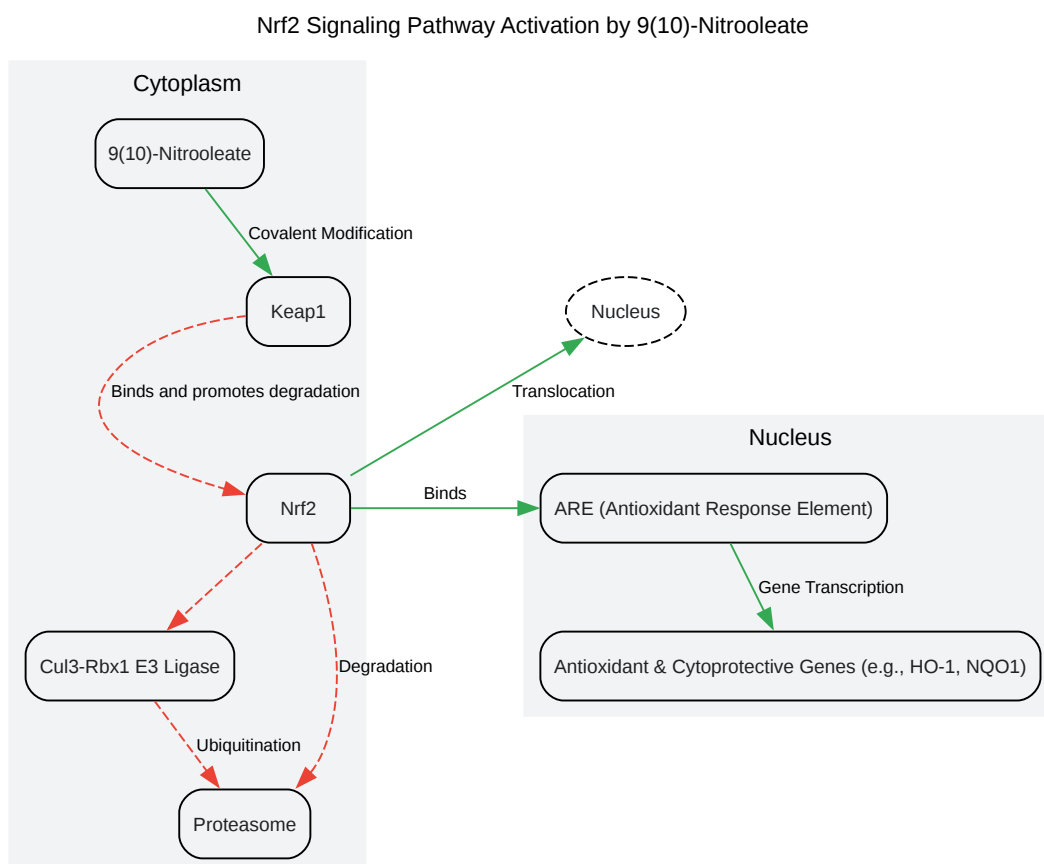 Nrf2 Signaling Pathway Activation by 9(10)-Nitrooleate
Cytoplasm
9(10)-Nitrooleate
Covalent Modification
Keap1
Nucleus
Binds and promotes degradation
Translocation
Nucleus
Nrf2
Binds
ARE (Antioxidant Response Element)
Gene Transcription
Cul3-Rbx1 E3 Ligase
Degradation
Antioxidant & Cytoprotective Genes (e.g., HO-1, NQO1)
Ubiquitination
Proteasome